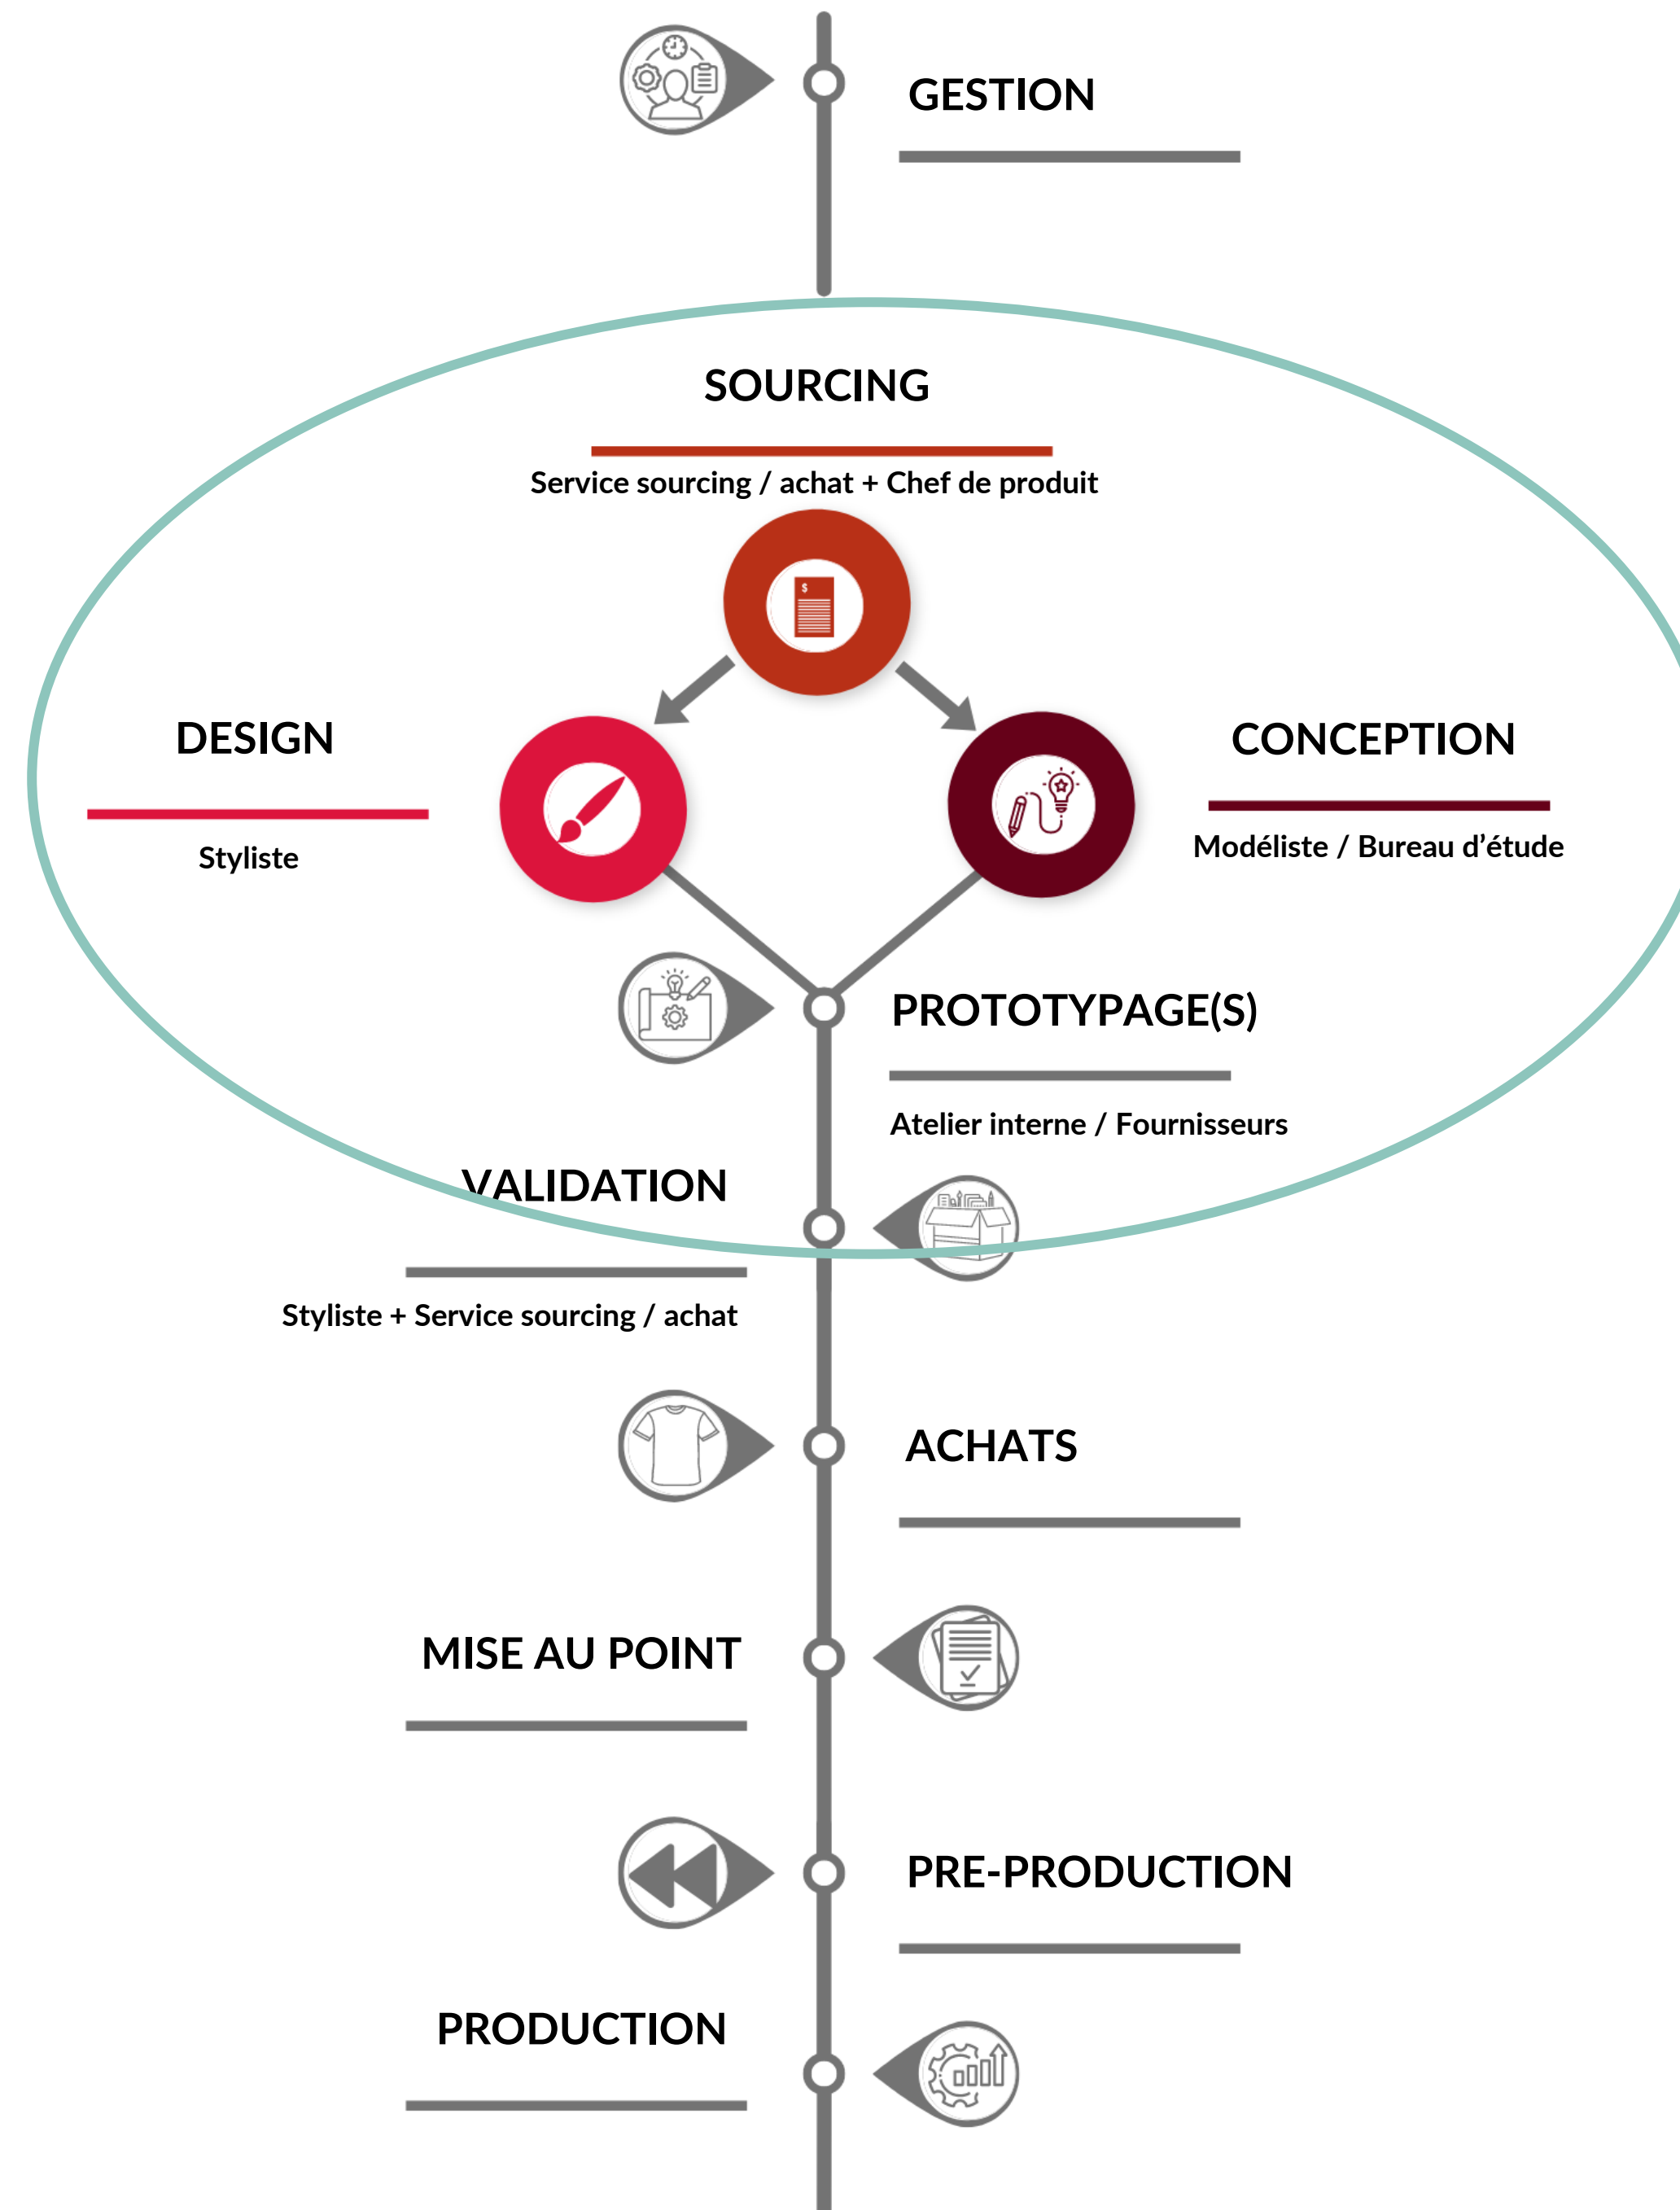 GESTION
SOURCING
Service sourcing / achat + Chef de produit
$
DESIGN
Styliste
CONCEPTION
Modéliste / Bureau d’étude
PROTOTYPAGE(S)
Atelier interne / Fournisseurs
VALIDATION
Styliste + Service sourcing / achat
ACHATS
MISE AU POINT
PRE-PRODUCTION
PRODUCTION